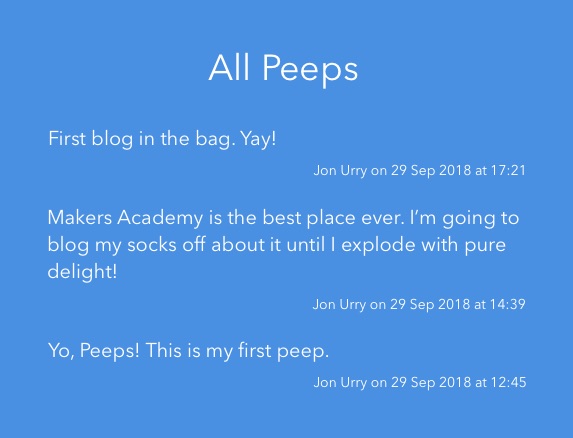 All Peeps
First blog in the bag. Yay!
Jon Urry on 29 Sep 2018 at 17:21
Makers Academy is the best place ever. I’m going to
blog my socks off about it until I explode with pure
delight!
Jon Urry on 29 Sep 2018 at 14:39
Yo, Peeps! This is my first peep.
Jon Urry on 29 Sep 2018 at 12:45